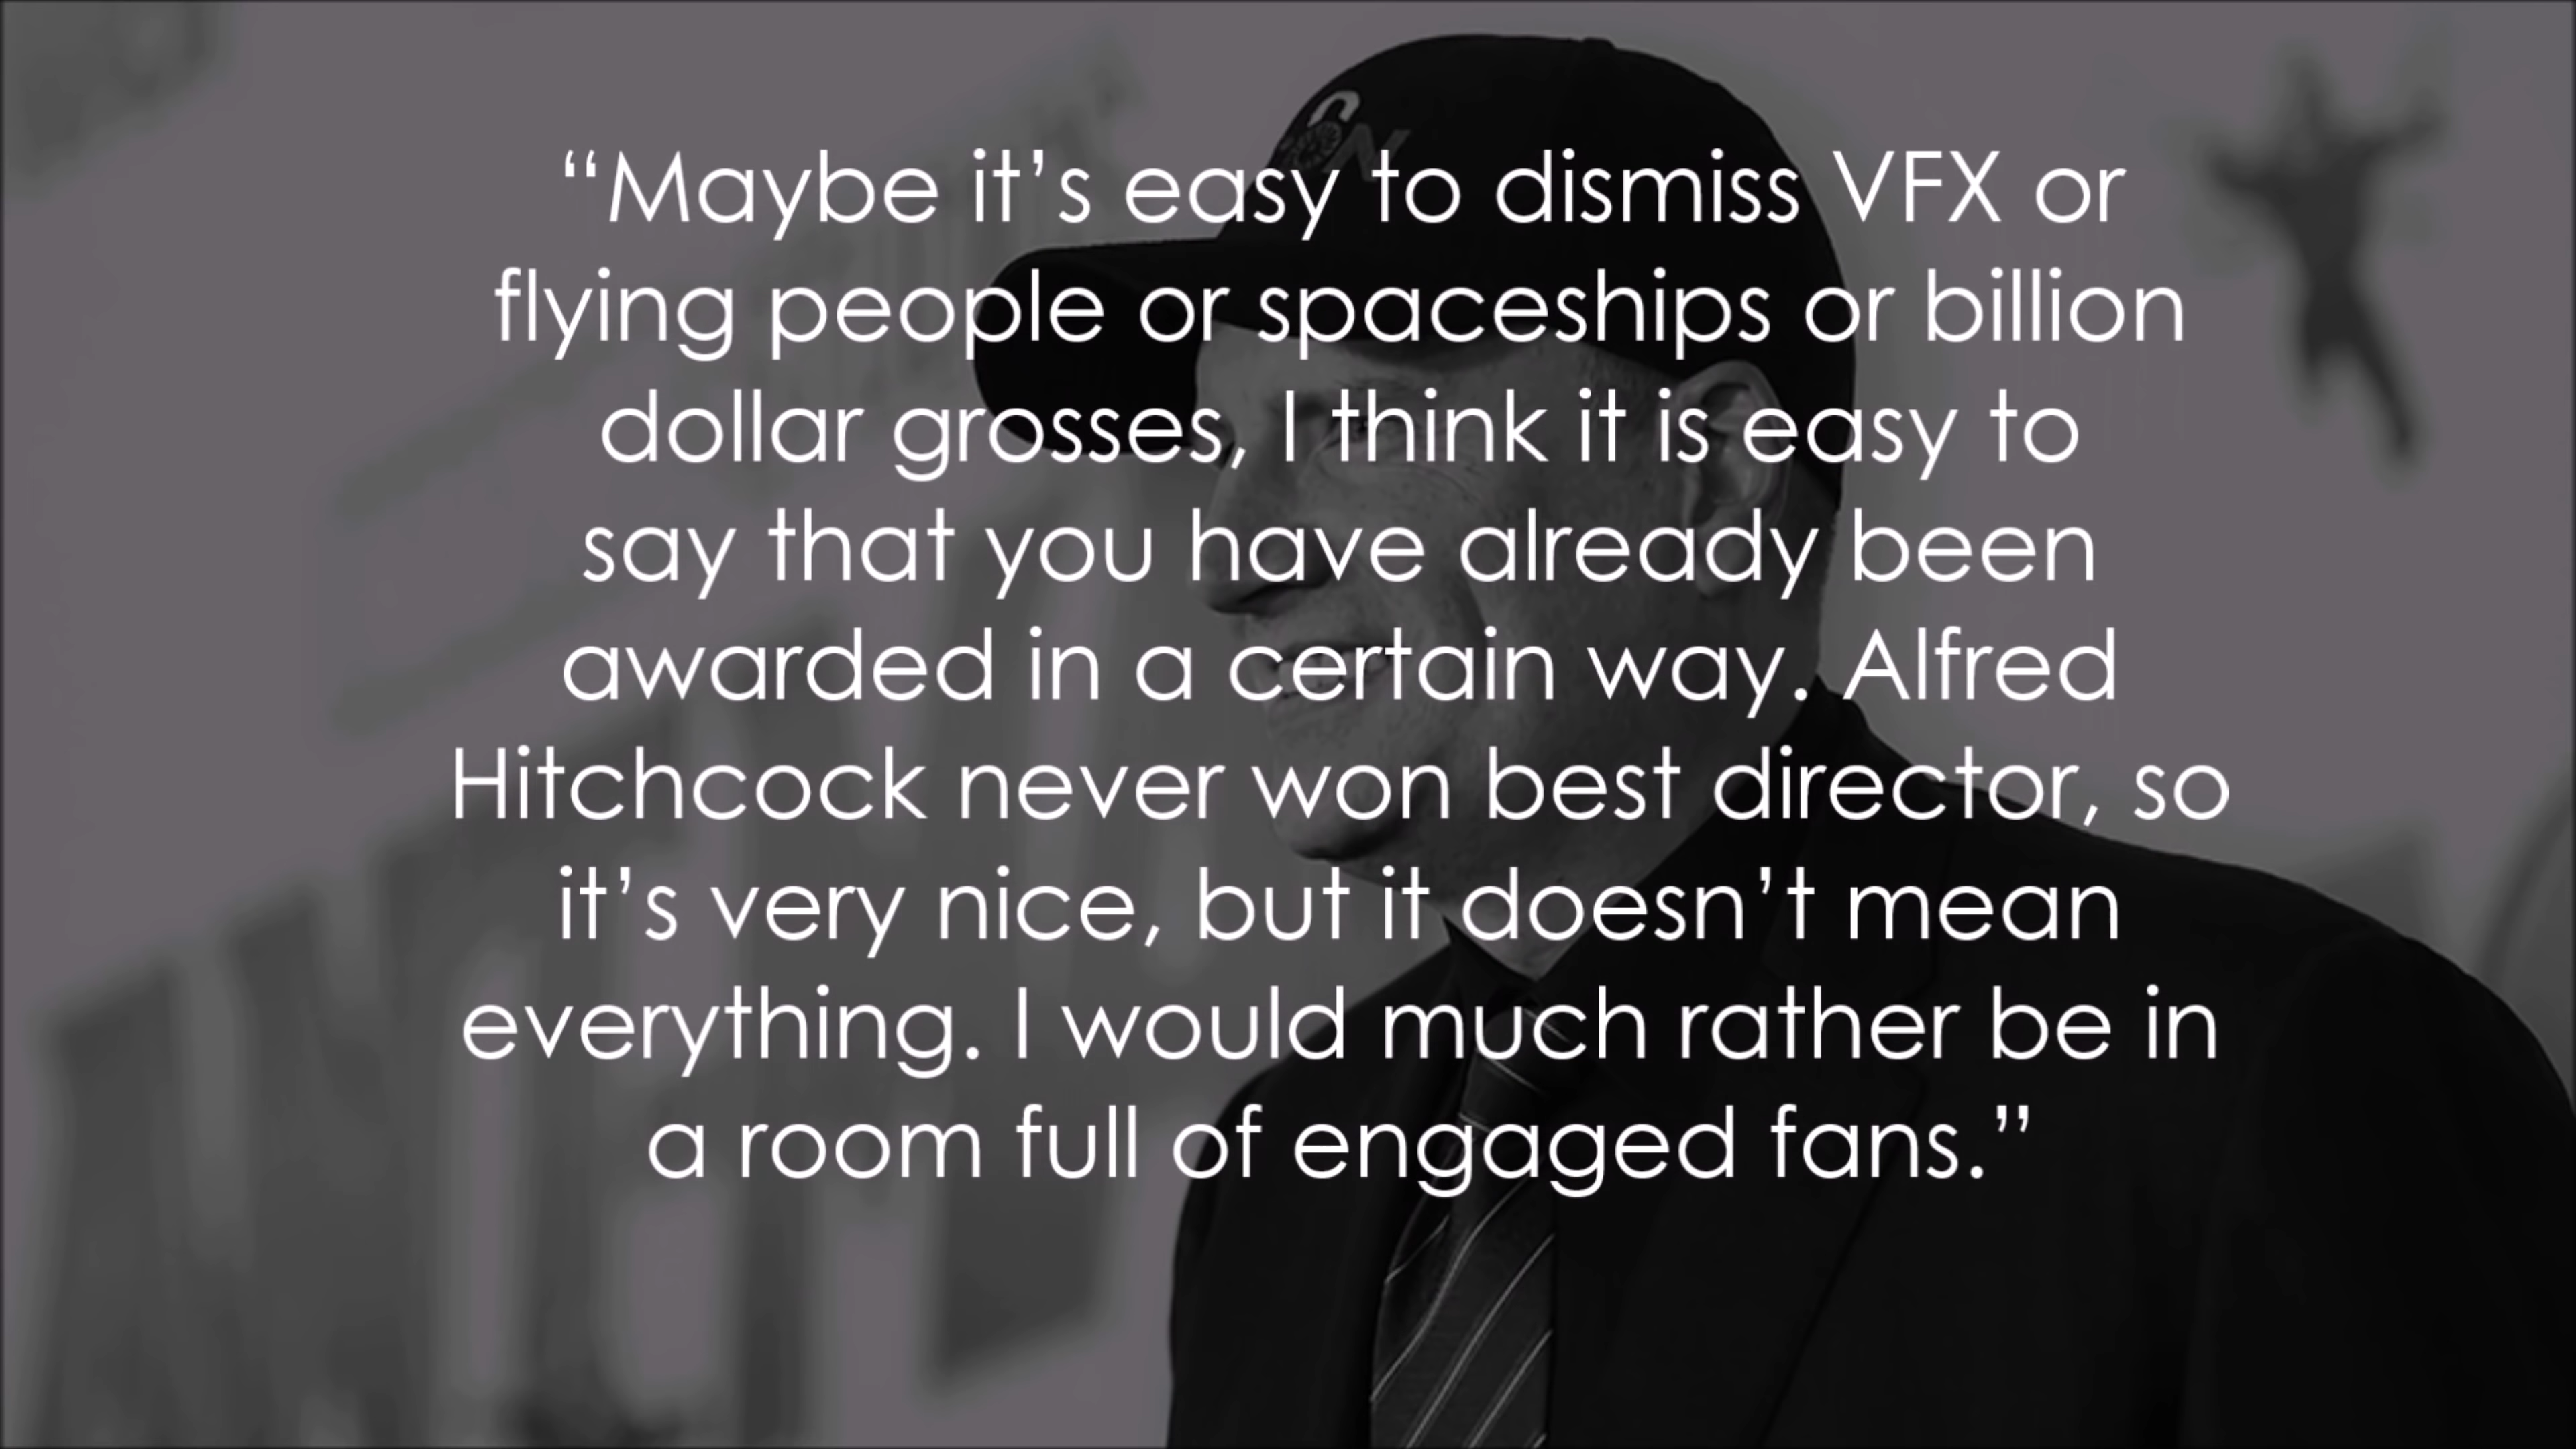 “Maybe it’s easy to dismiss VFX or
flying people or spaceships or billion
dollar grosses, I think it is easy to
say that you have already been
awarded in a certain way. Alfred
Hitchcock never won best director, so
it’s very nice, but it doesn’t mean
everything. I would much rather be in
a room full of engaged fans.”